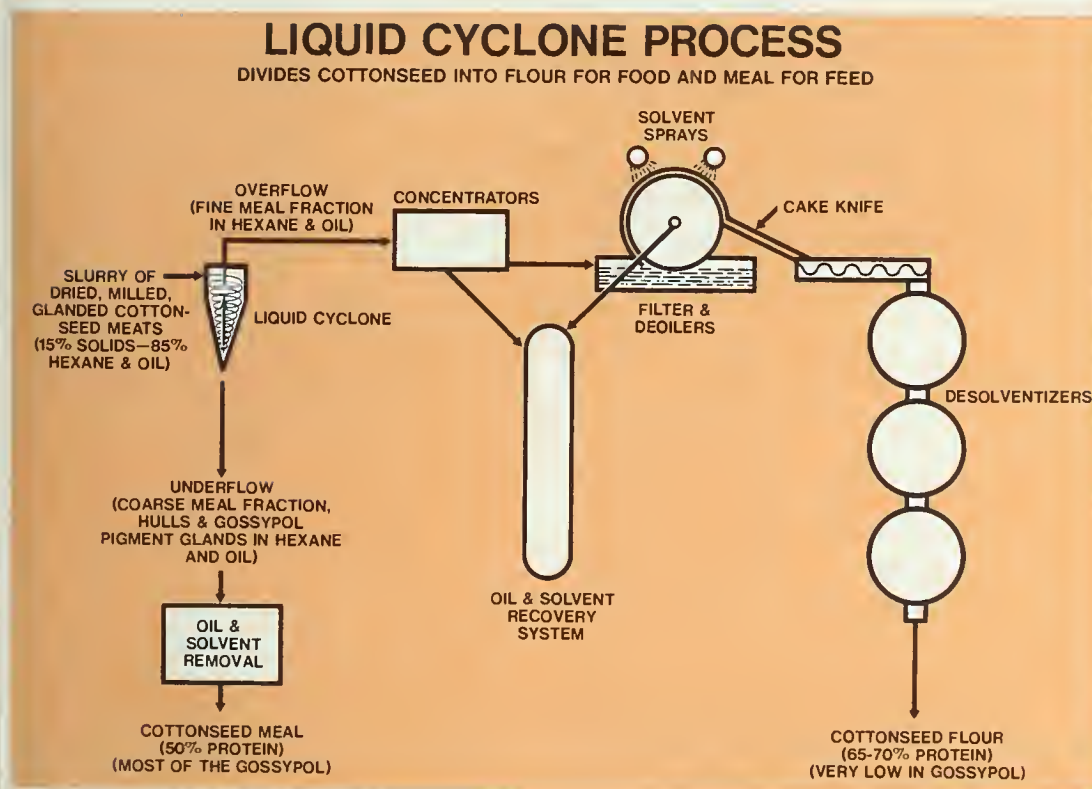 LIQUID CYCLONE PROCESS
DIVIDES COTTONSEED INTO FLOUR FOR FOOD AND MEAL FOR FEED
SOLVENT
SPRAYS
OVERFLOW
(FINE MEAL FRACTION
IN HEXANE & OIL)
CONCENTRATORS
CAKE KNIFE
SLURRY OF
DRIED, MILLED,
GLANDED COTTON-
SEED MEATS
(15% SOLIDS—85%
HEXANE & OIL)
LIQUID CYCLONE
FILTER &
DEOILERS
DESOLVENTIZERS
UNDERFLOW
(COARSE MEAL FRACTION,
HULLS & GOSSYPOL
PIGMENT GLANDS IN HEXANE
AND OIL)
OIL & SOLVENT
RECOVERY
SYSTEM
OIL &
SOLVENT
REMOVAL
COTTONSEED MEAL
(50% PROTEIN)
(MOST OF THE GOSSYPOL)
COTTONSEED FLOUR
(65-70% PROTEIN)
(VERY LOW IN GOSSYPOL)